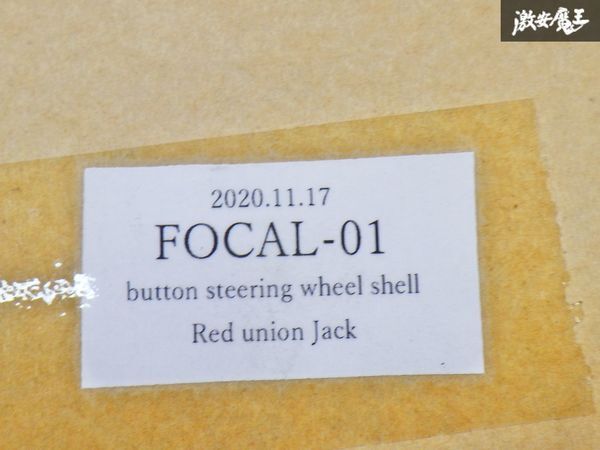 激安魔王
2020.11.17
FOCAL-01
button steering wheel shell
Red union Jack